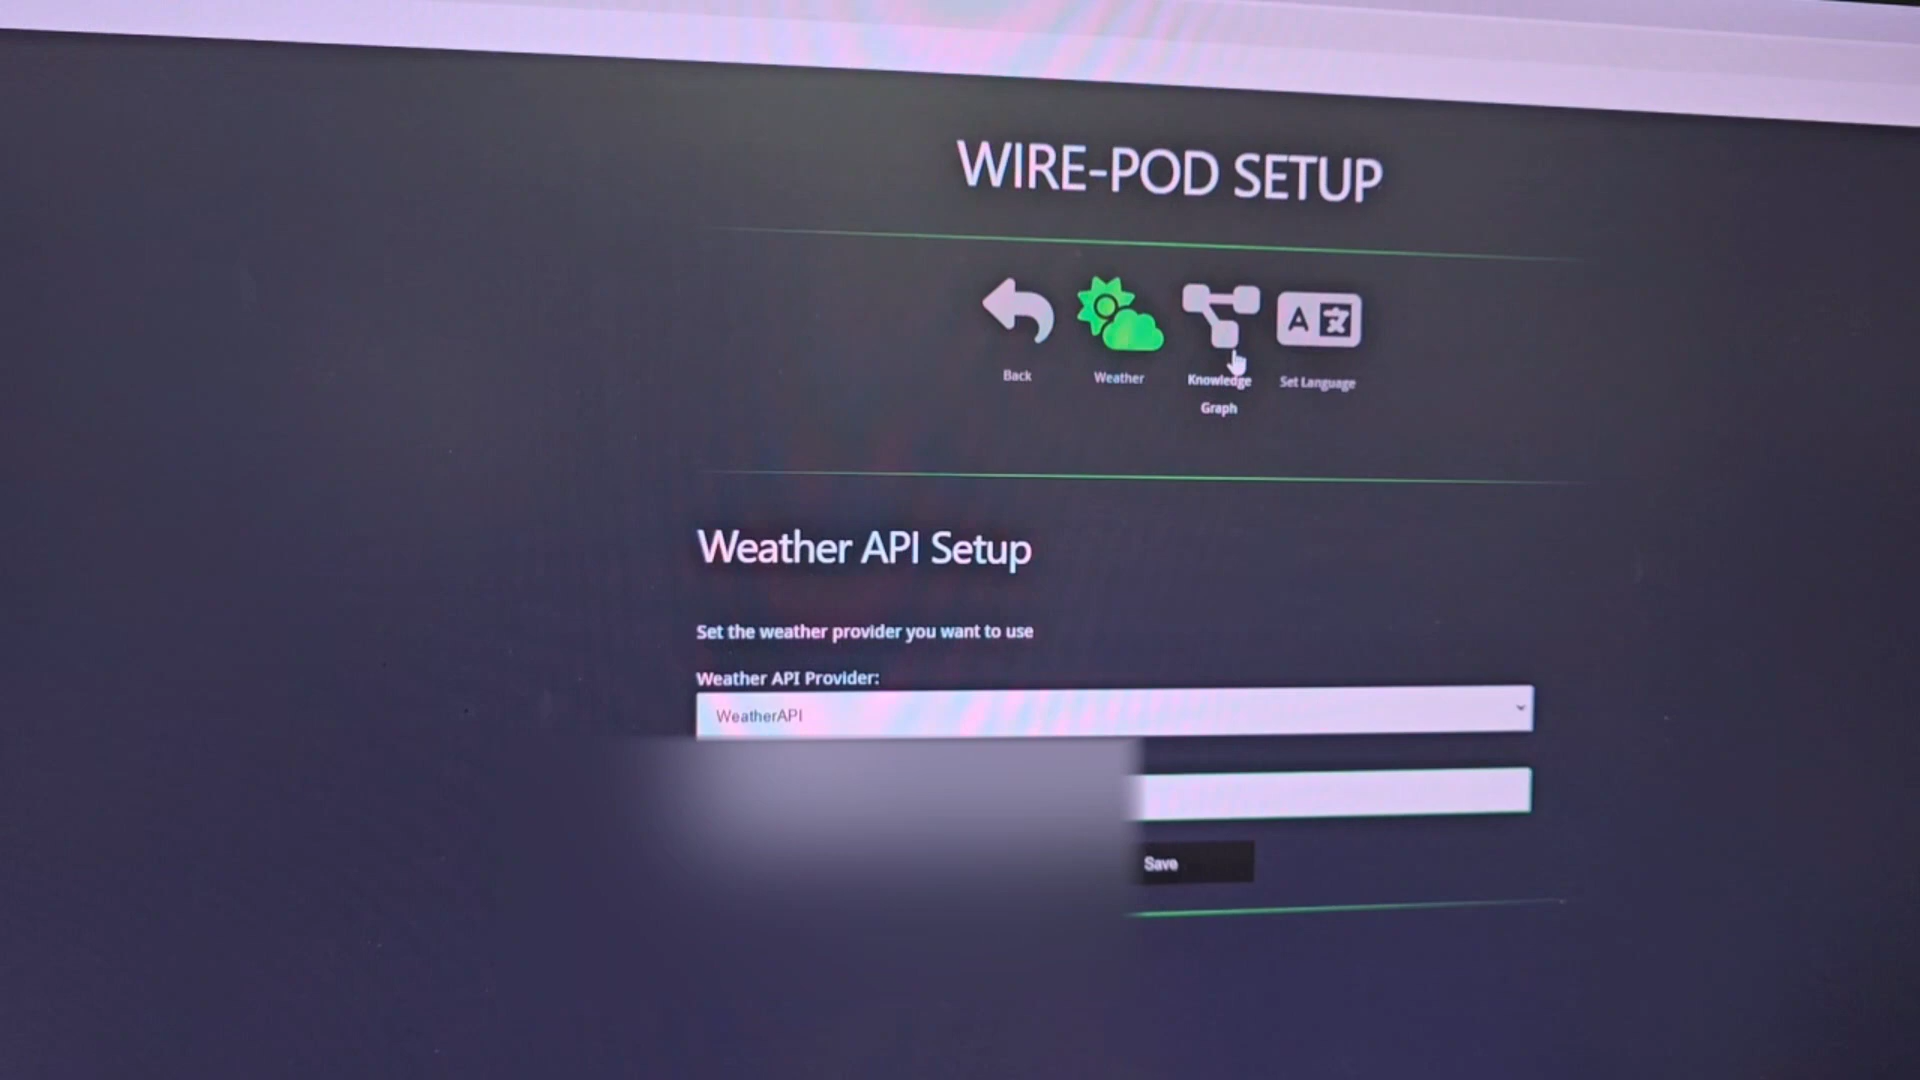 WIRE-POD SETUP
Back
Weather
Knowledge
Graph
A
文
Set Language
Weather API Setup
Set the weather provider you want to use
Weather API Provider:
WeatherAPI
Save